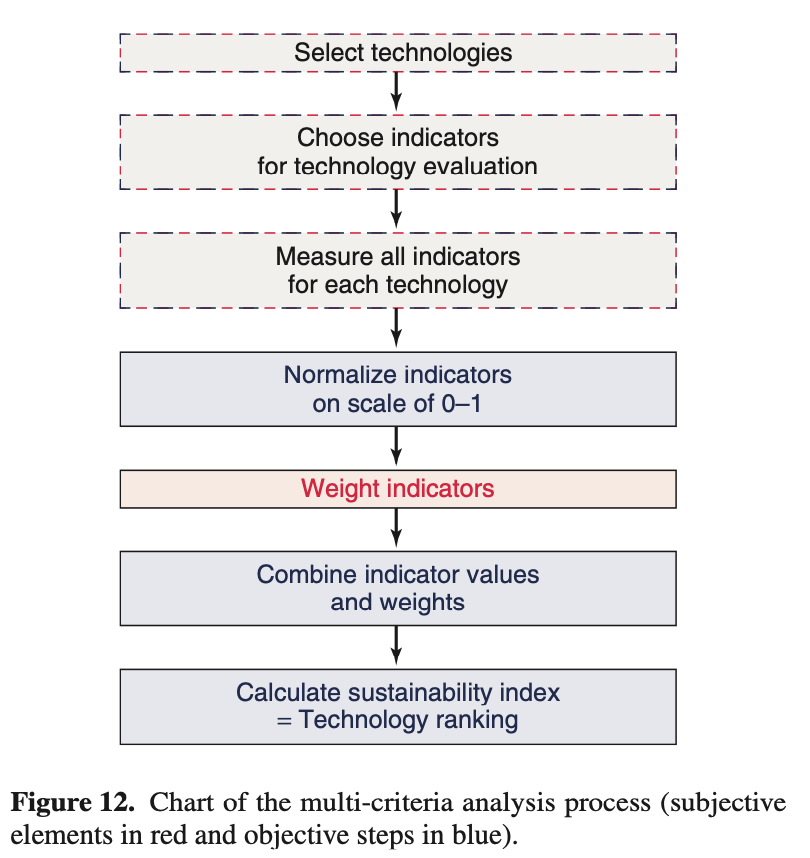 Select technologies
Choose indicators
for technology evaluation
Measure all indicators
for each technology
Normalize indicators
on scale of 0–1
Weight indicators
Combine indicator values
and weights
Calculate sustainability index
= Technology ranking
Figure 12. Chart of the multi-criteria analysis process (subjective
elements in red and objective steps in blue).